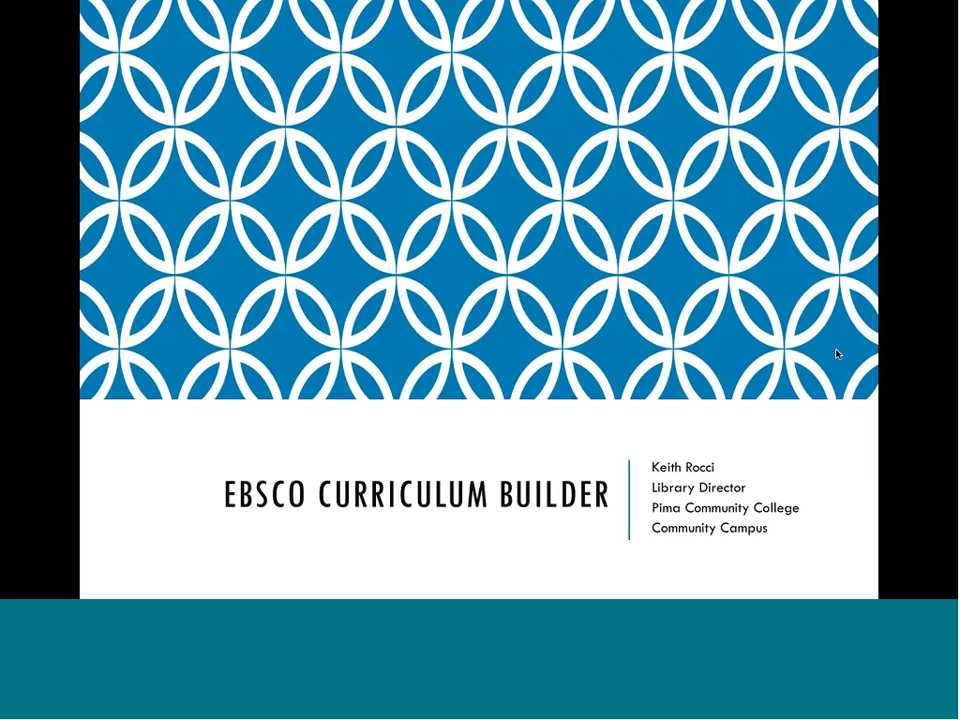 EBSCO CURRICULUM BUILDER
Keith Rocci
Library Director
Pima Community College
Community Campus